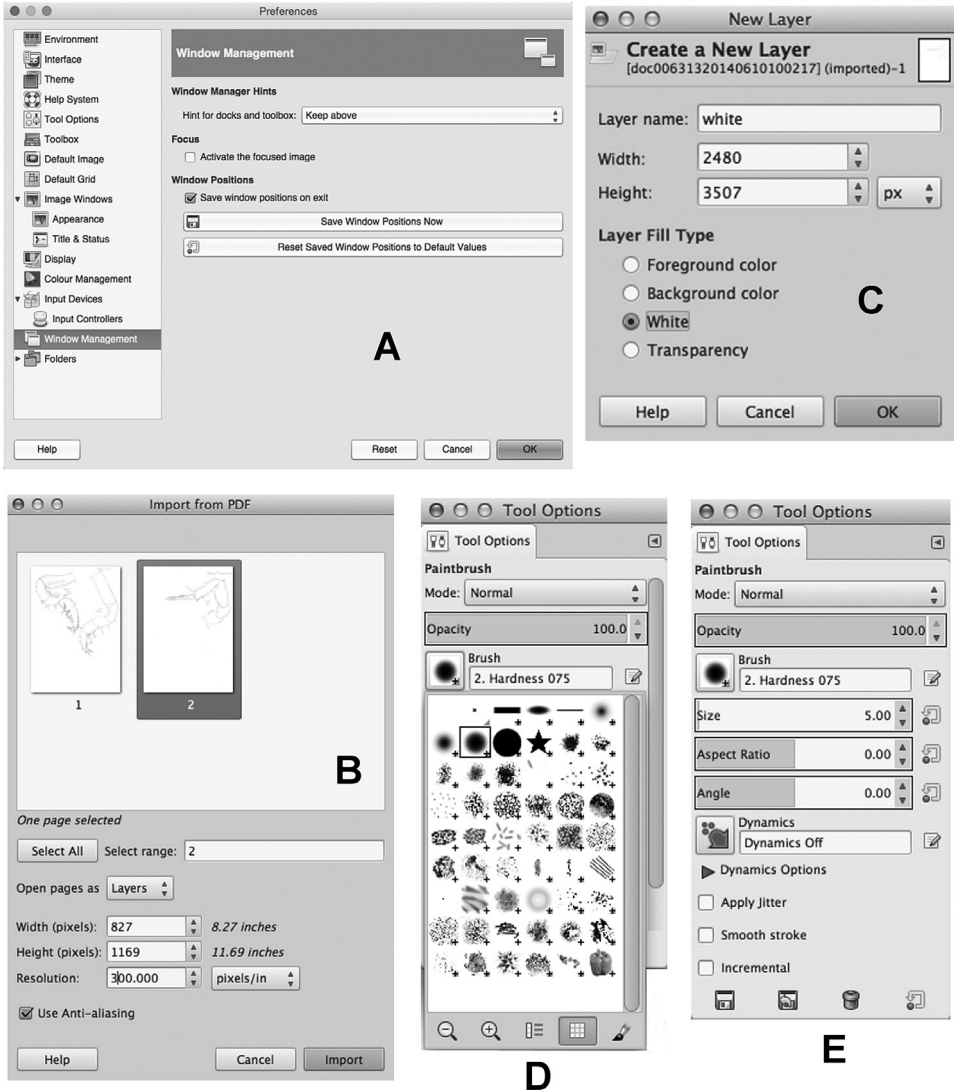 Preferences
Environment
Interface
Theme
Help System
Tool Options
Toolbox
Default Image
Default Grid
Image Windows
Appearance
Title & Status
Display
Colour Management
Input Devices
Input Controllers
Window Management
Folders
Window Management
Window Manager Hints
Hint for docks and toolbox: Keep above
Focus
Activate the focused image
Window Positions
Save window positions on exit
Save Window Positions Now
Reset Saved Window Positions to Default Values
A
Help Reset Cancel OK
New Layer
Create a New Layer
[doc00631320140610100217] (imported)-1
Layer name: white
Width: 2480
Height: 3507 px
Layer Fill Type
Foreground color
Background color
White
Transparency
C
Help Cancel OK
Import from PDF
1 2
B
One page selected
Select All Select range: 2
Open pages as Layers
Width (pixels): 827 8.27 inches
Height (pixels): 1169 11.69 inches
Resolution: 300.000 pixels/in
Use Anti-aliasing
Help Cancel Import
Tool Options
Tool Options
Paintbrush
Mode: Normal
Opacity 100.0
Brush
2. Hardness 075
D
Tool Options
Tool Options
Paintbrush
Mode: Normal
Opacity 100.0
Brush
2. Hardness 075
Size 5.00
Aspect Ratio 0.00
Angle 0.00
Dynamics
Dynamics Off
Dynamics Options
Apply Jitter
Smooth stroke
Incremental
E